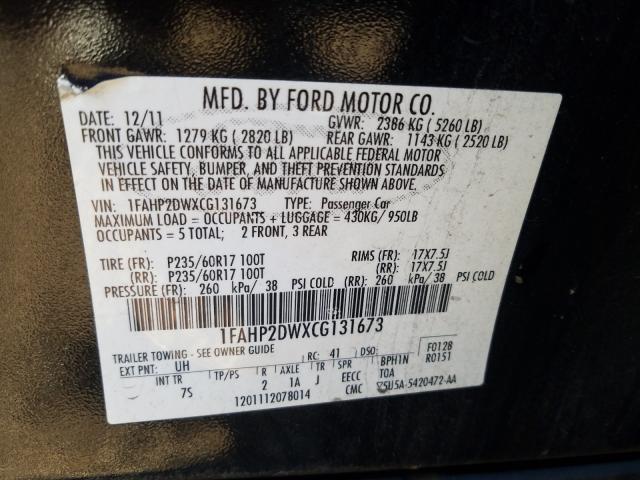 MFD. BY FORD MOTOR CO.
DATE: 12/11 GVWR: 2386 KG ( 5260 LB)
FRONT GAWR: 1279 KG ( 2820 LB) REAR GAWR: 1143 KG ( 2520 LB)
THIS VEHICLE CONFORMS TO ALL APPLICABLE FEDERAL MOTOR
VEHICLE SAFETY, BUMPER, AND THEFT PREVENTION STANDARDS
IN EFFECT ON THE DATE OF MANUFACTURE SHOWN ABOVE.
VIN: 1FAHP2DWXCG131673 TYPE: Passenger Car
MAXIMUM LOAD = OCCUPANTS + LUGGAGE = 430KG/ 950LB
OCCUPANTS = 5 TOTAL; 2 FRONT, 3 REAR
TIRE (F): P235/60R17 100T RIMS (F): 17X7.5J
(RR): P235/60R17 100T (RR): 17X7.5J
PRESSURE (F): 260 kPa/ 38 PSI COLD (RR): 260 kPa/ 38 PSI COLD
1FAHP2DWXCG131673
TRAILER TOWING - SEE OWNER GUIDE F0128
EXT PNT: UH RC: 41 DSO: R0151
INT TR TP/PS R AXLE TR SPR BPH1N
7S 2 1A J EECC TOA
CMC
1201112078014 5420472-AA